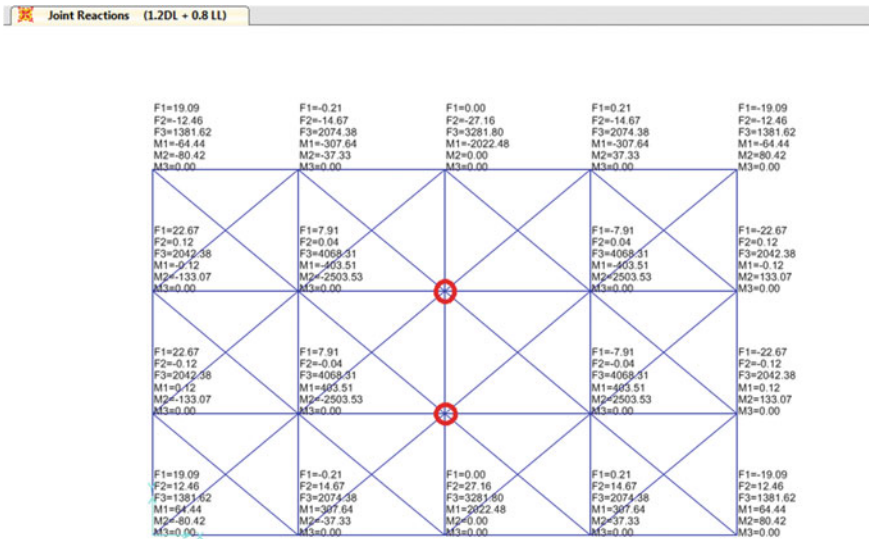 Joint Reactions (1.2DL + 0.8 LL)
F1=19.09
F2=-12.46
F3=1381.62
M1=-64.44
M2=-80.42
M3=0.00
F1=-0.21
F2=-14.67
F3=2074.38
M1=-307.64
M2=-37.33
M3=0.00
F1=0.00
F2=-27.16
F3=3281.80
M1=-2022.48
M2=0.00
M3=0.00
F1=0.21
F2=-14.67
F3=2074.38
M1=-307.64
M2=37.33
M3=0.00
F1=-19.09
F2=-12.46
F3=1381.62
M1=-64.44
M2=80.42
M3=0.00
F1=22.67
F2=0.12
F3=2042.38
M1=-0.12
M2=-133.07
M3=0.00
F1=7.91
F2=0.04
F3=4068.31
M1=-403.51
M2=-2503.53
M3=0.00
F1=-7.91
F2=0.04
F3=4068.31
M1=-403.51
M2=2503.53
M3=0.00
F1=-22.67
F2=0.12
F3=2042.38
M1=-0.12
M2=133.07
M3=0.00
F1=22.67
F2=-0.12
F3=2042.38
M1=0.12
M2=-133.07
M3=0.00
F1=7.91
F2=-0.04
F3=4068.31
M1=403.51
M2=-2503.53
M3=0.00
F1=-7.91
F2=-0.04
F3=4068.31
M1=403.51
M2=2503.53
M3=0.00
F1=-22.67
F2=-0.12
F3=2042.38
M1=0.12
M2=133.07
M3=0.00
F1=19.09
F2=12.46
F3=1381.62
M1=64.44
M2=-80.42
M3=0.00
F1=-0.21
F2=14.67
F3=2074.38
M1=307.64
M2=-37.33
M3=0.00
F1=0.00
F2=27.16
F3=3281.80
M1=2022.48
M2=0.00
M3=0.00
F1=0.21
F2=14.67
F3=2074.38
M1=307.64
M2=37.33
M3=0.00
F1=-19.09
F2=12.46
F3=1381.62
M1=64.44
M2=80.42
M3=0.00